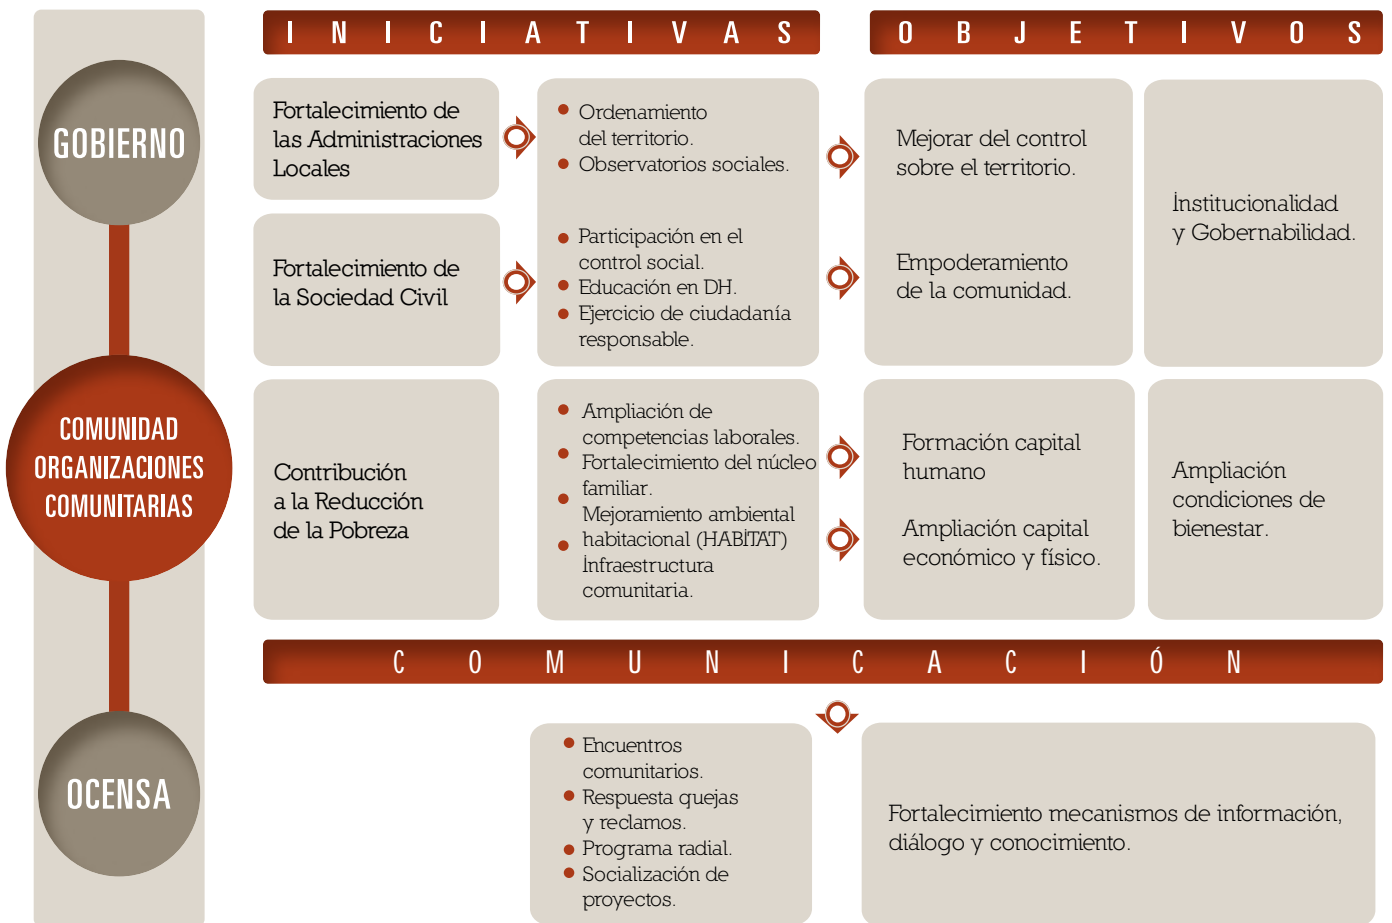 GOBIERNO
COMUNIDAD
ORGANIZACIONES
COMUNITARIAS
OCENSA
INICIATIVAS
OBJETIVOS
Fortalecimiento de
las Administraciones
Locales
Ordenamiento
del territorio.
Observatorios sociales.
Mejorar del control
sobre el territorio.
Fortalecimiento de
la Sociedad Civil
Participación en el
control social.
Educación en DH.
Ejercicio de ciudadanía
responsable.
Empoderamiento
de la comunidad.
İnstitucionalidad
y Gobernabilidad.
Contribución
a la Reducción
de la Pobreza
Ampliación de
competencias laborales.
Fortalecimiento del núcleo
familiar.
Mejoramiento ambiental
habitacional (HABİTAT)
İnfraestructura
comunitaria.
Formación capital
humano
Ampliación capital
económico y físico.
Ampliación
condiciones de
bienestar.
COMUNICACIÓN
Encuentros
comunitarios.
Respuesta quejas
y reclamos.
Programa radial.
Socialización de
proyectos.
Fortalecimiento mecanismos de información,
diálogo y conocimiento.